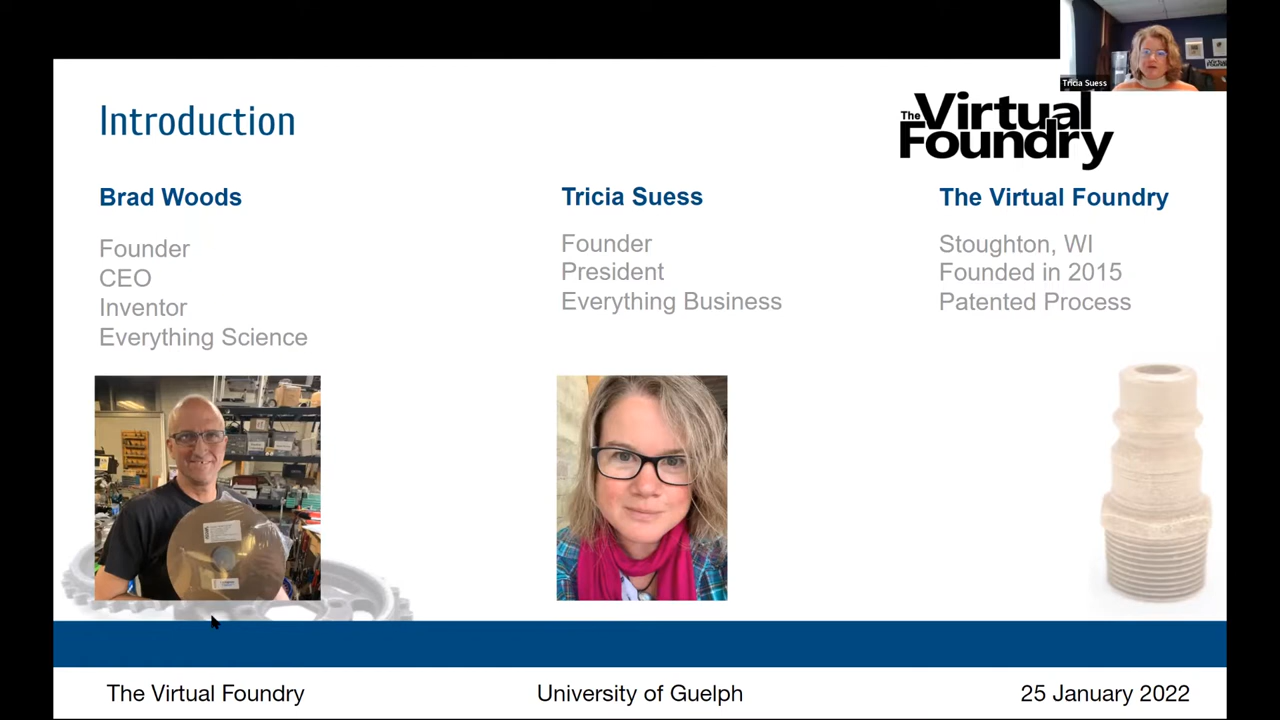 Tricia Suess
Introduction
The Virtual
Foundry
Brad Woods
Founder
CEO
Inventor
Everything Science
Tricia Suess
Founder
President
Everything Business
The Virtual Foundry
Stoughton, WI
Founded in 2015
Patented Process
The Virtual Foundry
University of Guelph
25 January 2022